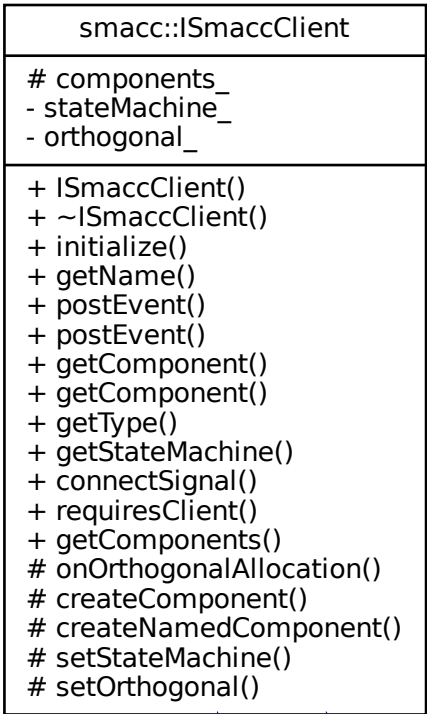 smacc::ISmaccClient
# components_
- stateMachine_
- orthogonal_
+ ISmaccClient()
+ ~ISmaccClient()
+ initialize()
+ getName()
+ postEvent()
+ postEvent()
+ getComponent()
+ getComponent()
+ getType()
+ getStateMachine()
+ connectSignal()
+ requiresClient()
+ getComponents()
# onOrthogonalAllocation()
# createComponent()
# createNamedComponent()
# setStateMachine()
# setOrthogonal()